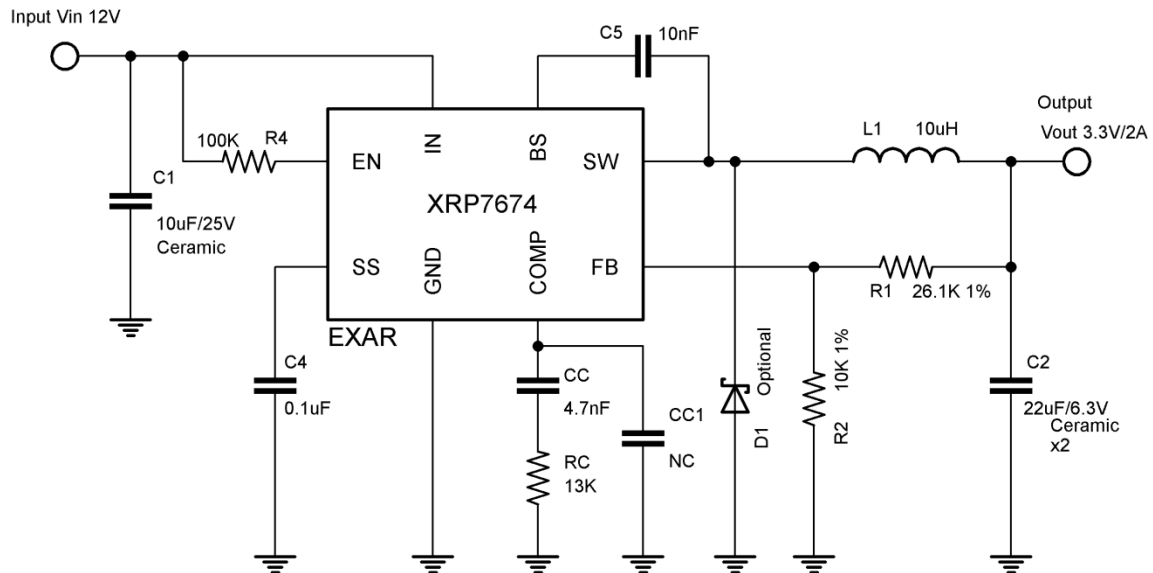 Input Vin 12V
C5
10nF
Output
Vout 3.3V/2A
L1
10uH
100K
R4
EN
IN
BS
SW
C1
10uF/25V
Ceramic
XRP7674
SS
GND
COMP
FB
R1
26.1K 1%
EXAR
C4
0.1uF
CC
4.7nF
CC1
NC
RC
13K
Optional
D1
10K 1%
R2
C2
22uF/6.3V
Ceramic
x2